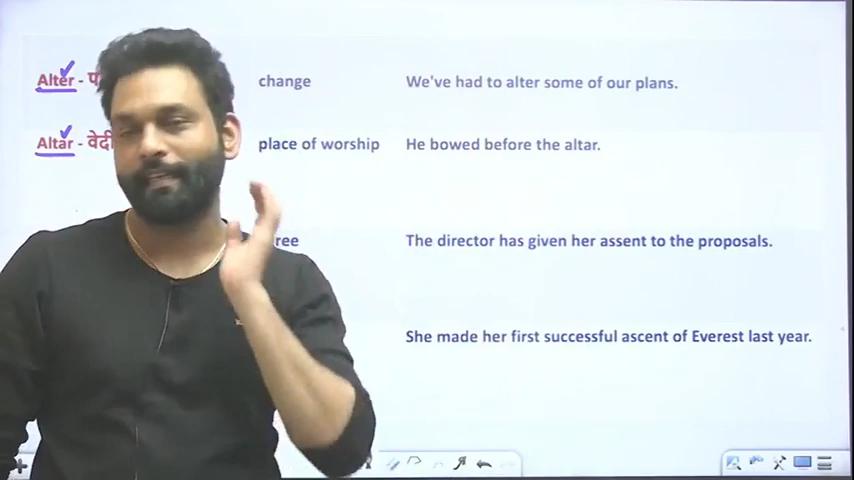 Alter - change We've had to alter some of our plans.
Altar - वेदी place of worship He bowed before the altar.
The director has given her assent to the proposals.
She made her first successful ascent of Everest last year.